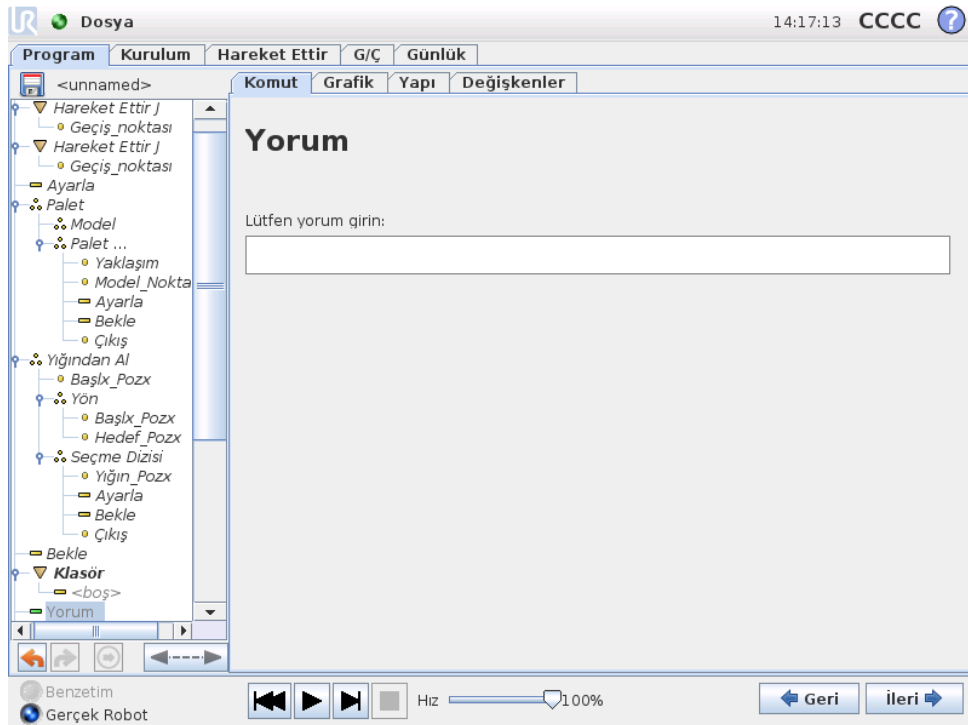 UR Dosya 14:17:13 CCCC ?
Program Kurulum Hareket Ettir G/Ç Günlük
<unnamed>
Komut Grafik Yapı Değişkenler
Hareket Ettir J
Geçiş_noktası
Hareket Ettir J
Geçiş_noktası
Ayarla
Palet
Model
Palet ...
Yaklaşım
Model_Nokta
Ayarla
Bekle
Çıkış
Yığından Al
Başlx_Pozx
Yön
Başlx_Pozx
Hedef_Pozx
Seçme Dizisi
Yığın_Pozx
Ayarla
Bekle
Çıkış
Bekle
Klasör
<boş>
Yorum
Yorum
Lütfen yorum girin:
Benzetim
Gerçek Robot
Hız 100%
Geri İleri